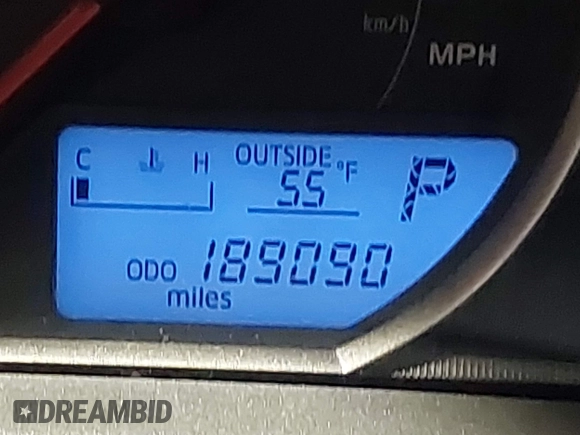 km/h
MPH
C H OUTSIDE °F
55 P
ODO 189090
miles
DREAMBID